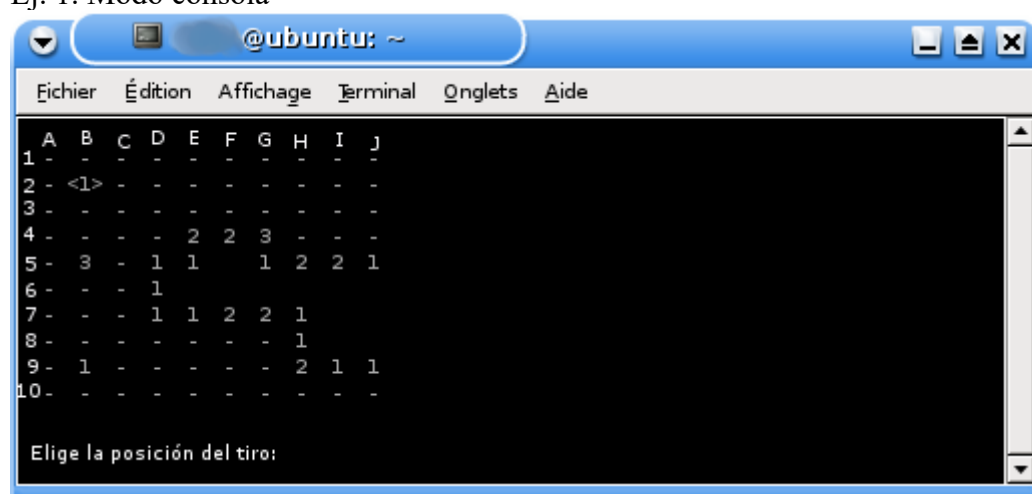 Ej. 1: Modo consola
@ubuntu: ~
Fichier Édition Affichage Terminal Onglets Aide
A B C D E F G H I J
1 - - - - - - - - - -
2 - <1> - - - - - - - -
3 - - - - - - - - - -
4 - - - - 2 2 3 - - -
5 - 3 - 1 1   1 2 2 1
6 - - - 1
7 - - - 1 1 2 2 1
8 - - - - - - - 1
9 - 1 - - - - - 2 1 1
10 - - - - - - - - - -
Elige la posición del tiro: